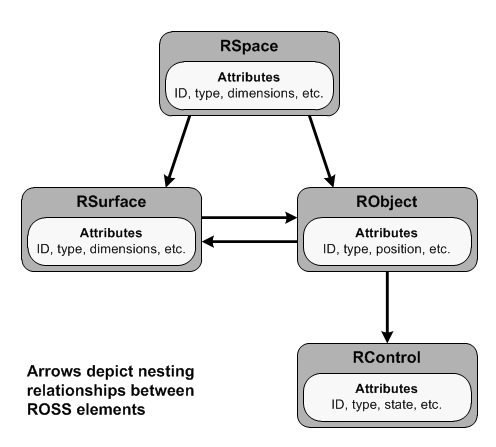 RSpace
Attributes
ID, type, dimensions, etc.
RSurface
Attributes
ID, type, dimensions, etc.
RObject
Attributes
ID, type, position, etc.
RControl
Attributes
ID, type, state, etc.
Arrows depict nesting
relationships between
ROSS elements